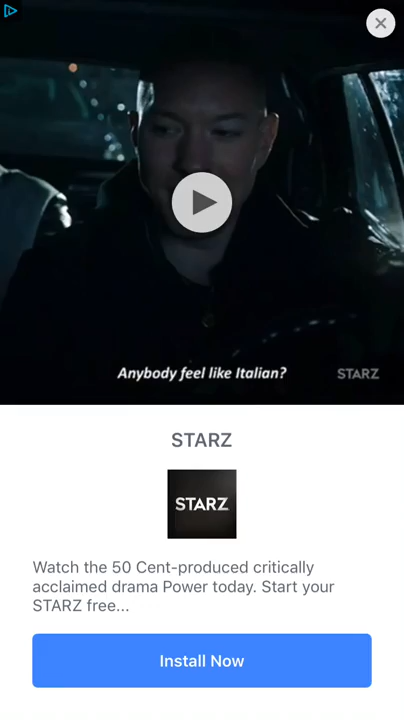 Anybody feel like Italian?
STARZ
STARZ
STARZ
Watch the 50 Cent-produced critically
acclaimed drama Power today. Start your
STARZ free...
Install Now